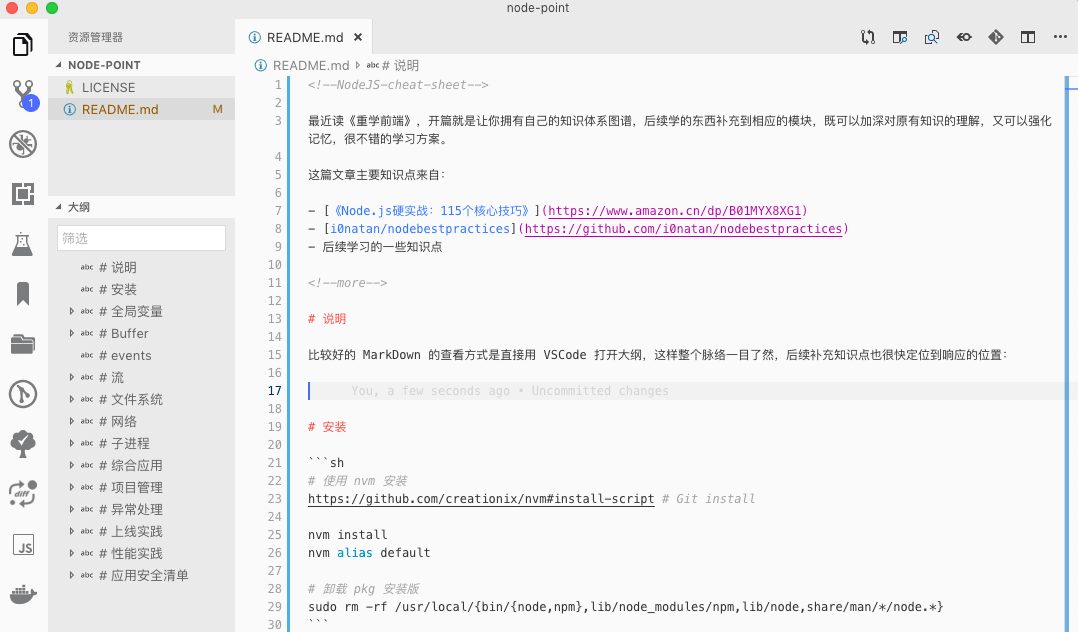 node-point
资源管理器
NODE-POINT
LICENSE
README.md M
1
大纲
筛选
abc # 说明
abc # 安装
abc # 全局变量
abc # Buffer
abc # events
abc # 流
abc # 文件系统
abc # 网络
abc # 子进程
abc # 综合应用
abc # 项目管理
abc # 异常处理
abc # 上线实践
abc # 性能实践
abc # 应用安全清单
diff
JS
README.md ×
README.md abc # 说明
1 <!--NodeJS-cheat-sheet-->
2
3 最近读《重学前端》，开篇就是让你拥有自己的知识体系图谱，后续学的东西补充到相应的模块，既可以加深对原有知识的理解，又可以强化
记忆，很不错的学习方案。
4
5 这篇文章主要知识点来自：
6
7 - [《Node.js硬实战：115个核心技巧》](https://www.amazon.cn/dp/B01MYX8XG1)
8 - [i0natan/nodebestpractices](https://github.com/i0natan/nodebestpractices)
9 - 后续学习的一些知识点
10
11 <!--more-->
12
13 # 说明
14
15 比较好的 MarkDown 的查看方式是直接用 VSCode 打开大纲，这样整个脉络一目了然，后续补充知识点也很快定位到响应的位置：
16
17 You, a few seconds ago • Uncommitted changes
18
19 # 安装
20
21 ```sh
22 # 使用 nvm 安装
23 https://github.com/creationix/nvm#install-script # Git install
24
25 nvm install
26 nvm alias default
27
28 # 卸载 pkg 安装版
29 sudo rm -rf /usr/local/{bin/{node,npm},lib/node_modules/npm,lib/node,share/man/*/node.*}
30 ```